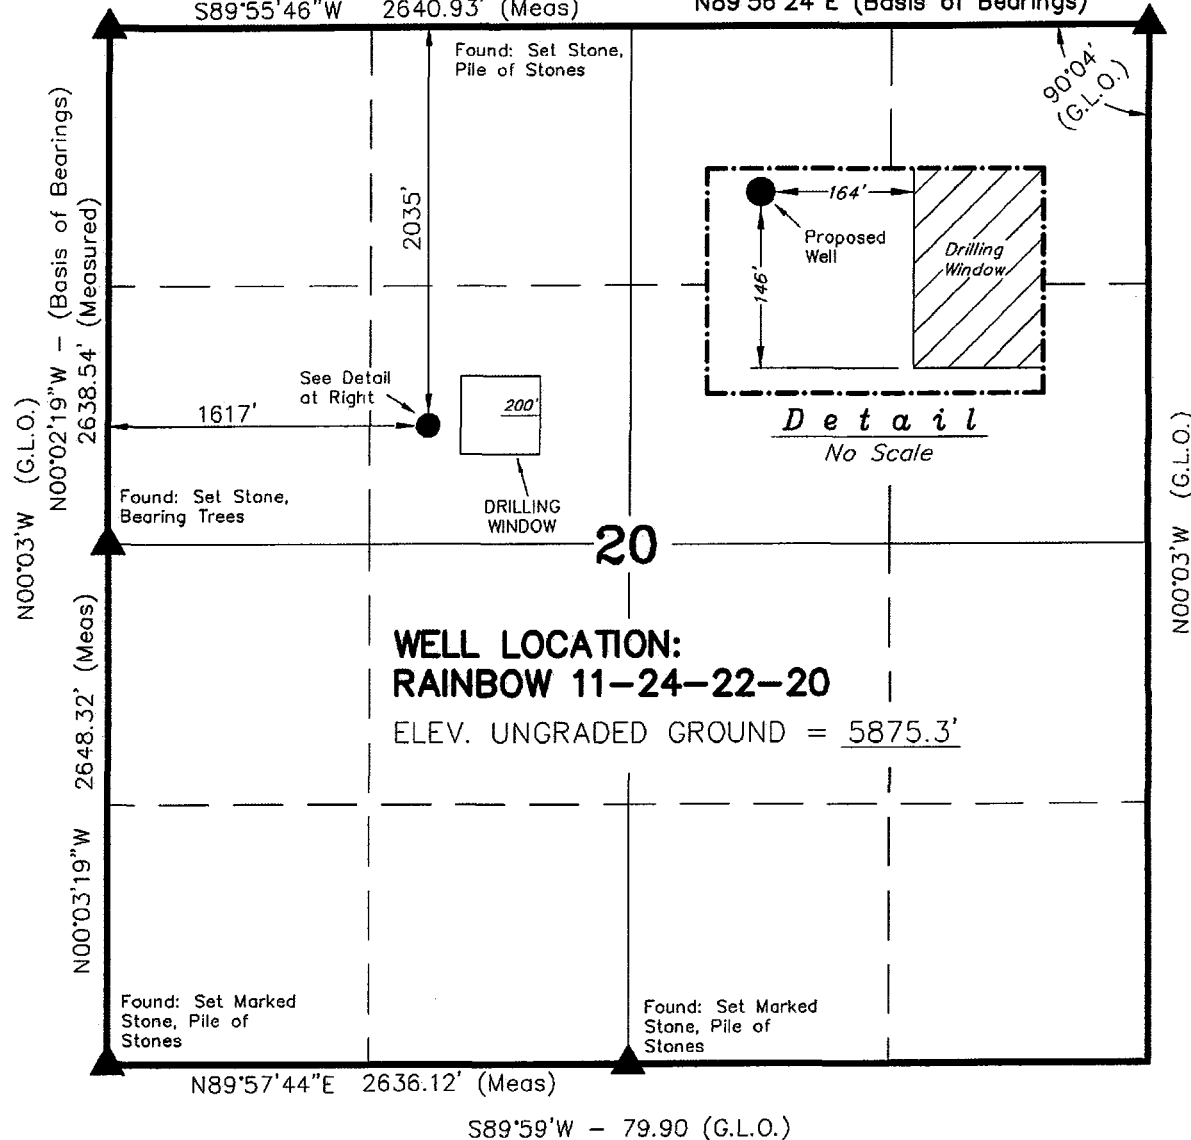 S89°55'46"W 2640.93' (Meas)
N89°56'24"E (Basis of Bearings)
Found: Set Stone,
Pile of Stones
90°04'
(G.L.O.)
N00°03'W (G.L.O.)
N00°02'19"W – (Basis of Bearings)
2638.54' (Measured)
2035'
164'
Proposed
Well
146'
Drilling
Window
Detail
No Scale
See Detail
at Right
1617'
200'
DRILLING
WINDOW
Found: Set Stone,
Bearing Trees
N00°03'W (G.L.O.)
20
WELL LOCATION:
RAINBOW 11–24–22–20
ELEV. UNGRADED GROUND = 5875.3'
N00°03'19"W 2648.32' (Meas)
Found: Set Marked
Stone, Pile of
Stones
Found: Set Marked
Stone, Pile of
Stones
N89°57'44"E 2636.12' (Meas)
S89°59'W – 79.90 (G.L.O.)